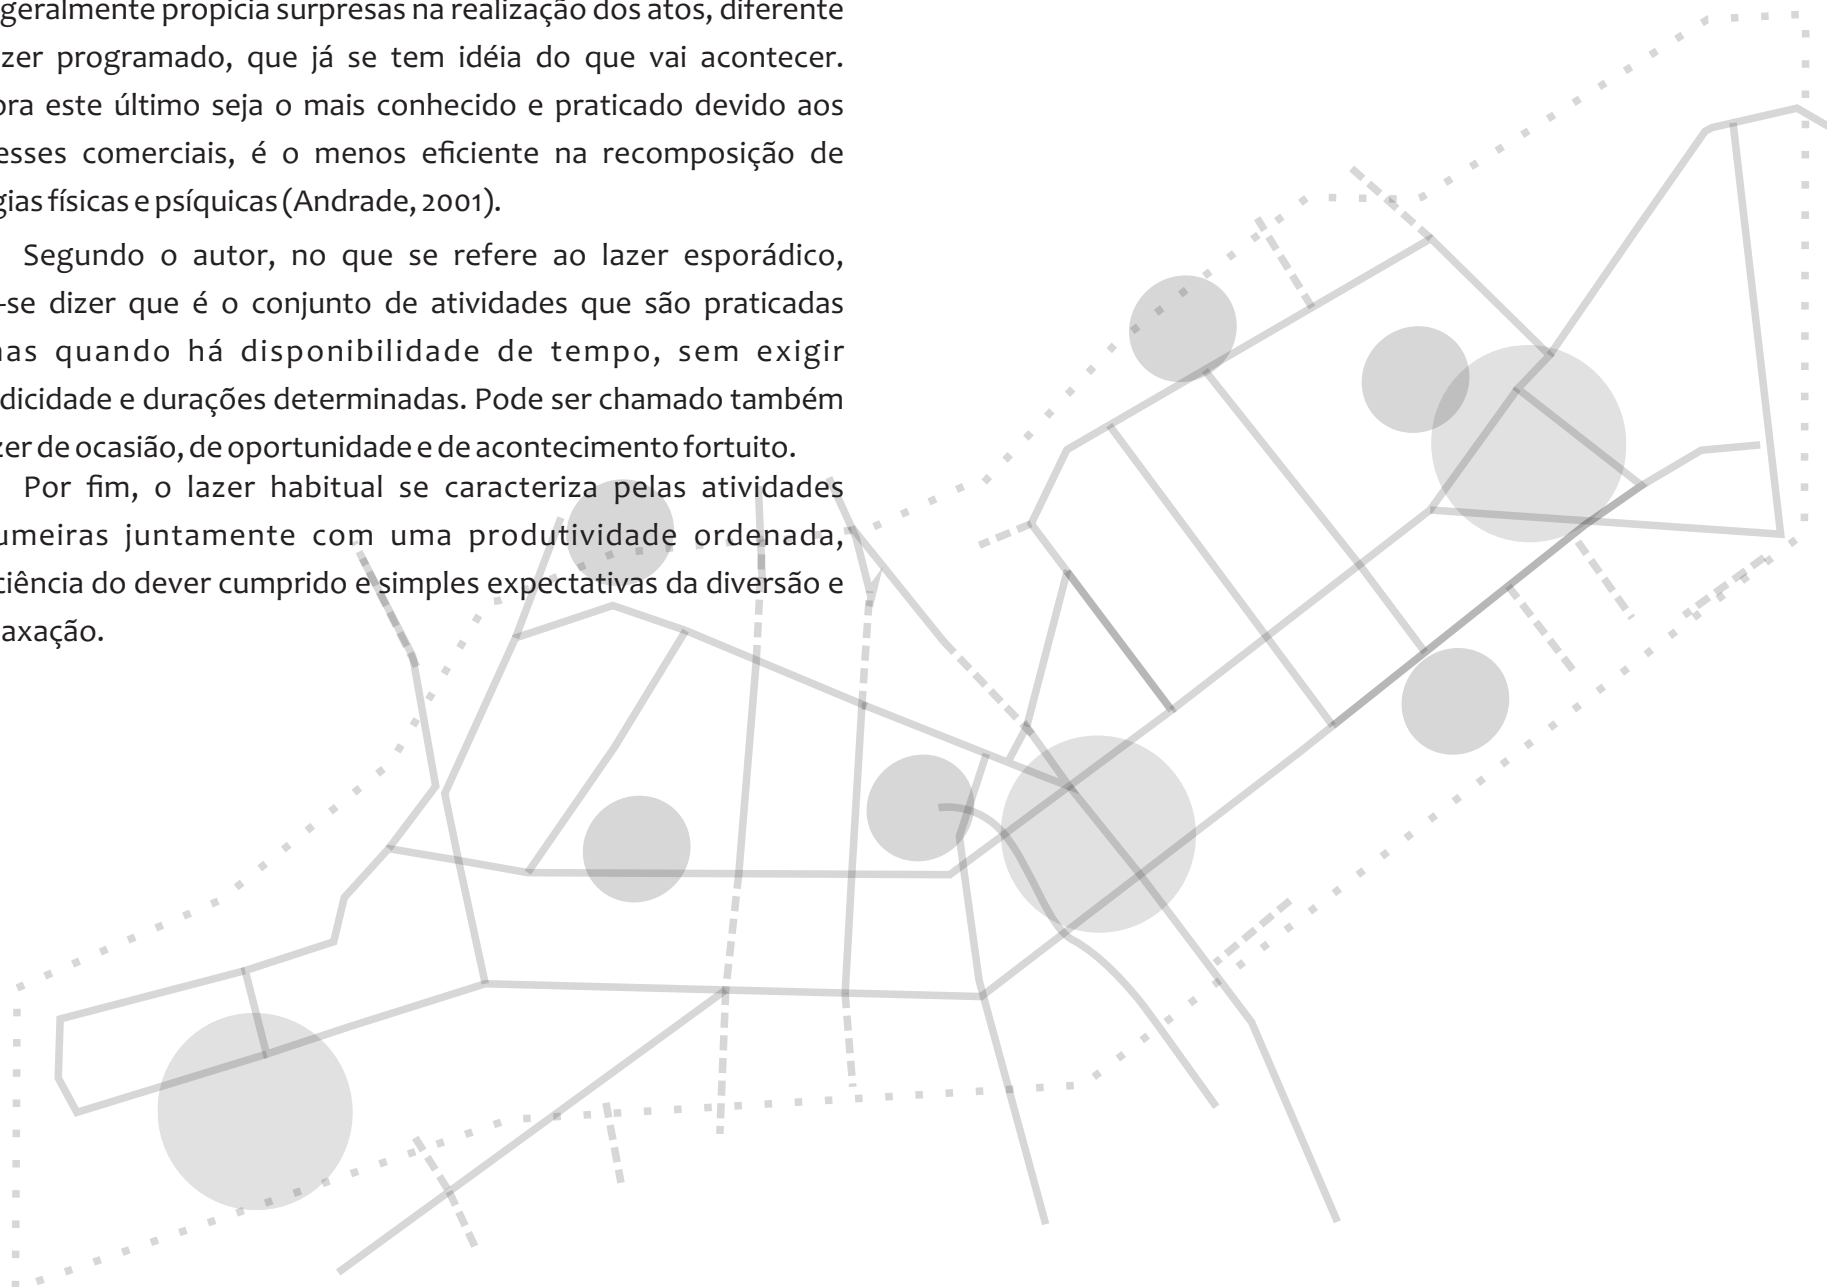 geralmente propicia surpresas na realização dos atos, diferente
zer programado, que já se tem idéia do que vai acontecer.
ora este último seja o mais conhecido e praticado devido aos
esses comerciais, é o menos eficiente na recomposição de
gias físicas e psíquicas (Andrade, 2001).
Segundo o autor, no que se refere ao lazer esporádico,
-se dizer que é o conjunto de atividades que são praticadas
nas quando há disponibilidade de tempo, sem exigir
dicidade e durações determinadas. Pode ser chamado também
zer de ocasião, de oportunidade e de acontecimento fortuito.
Por fim, o lazer habitual se caracteriza pelas atividades
umeiras juntamente com uma produtividade ordenada,
ciência do dever cumprido e simples expectativas da diversão e
axação.